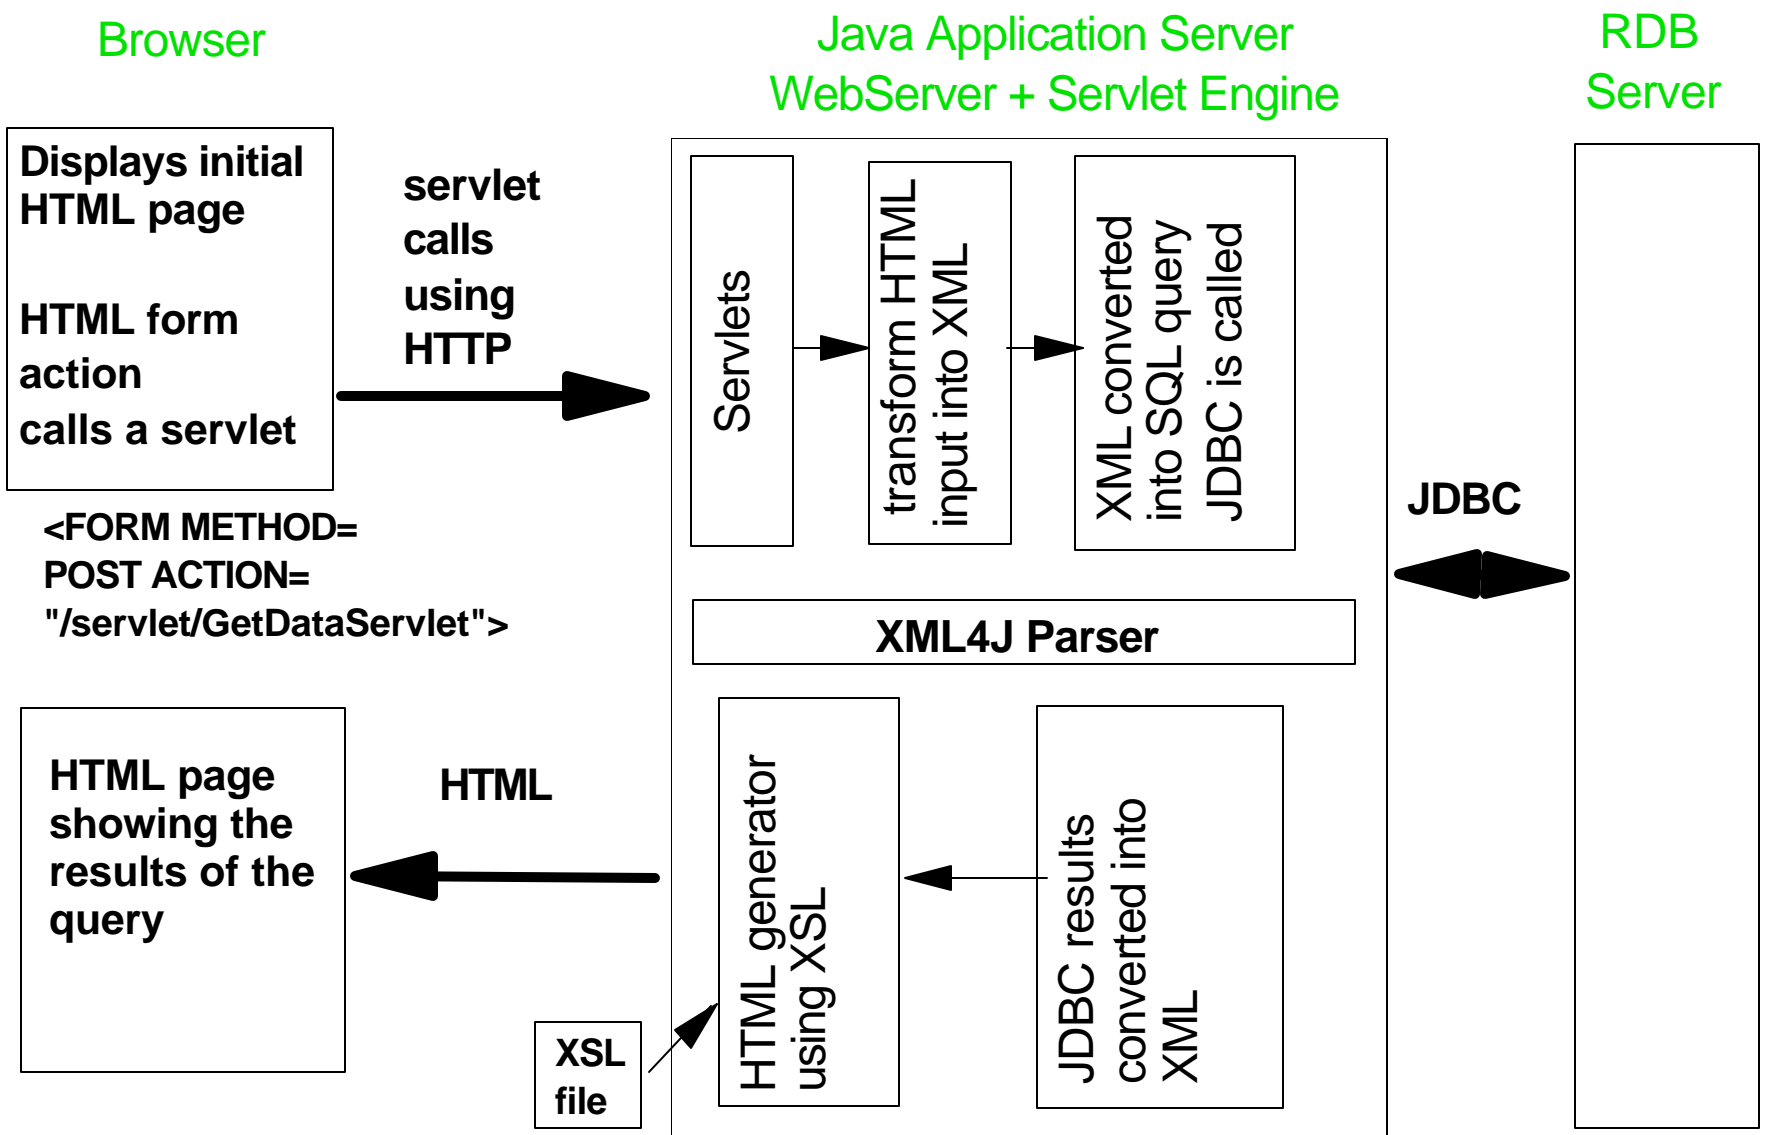 Browser
Java Application Server
WebServer + Servlet Engine
RDB
Server
Displays initial
HTML page
HTML form
action
calls a servlet
servlet
calls
using
HTTP
Servlets
transform HTML
input into XML
XML converted
into SQL query
JDBC is called
JDBC
<FORM METHOD=
POST ACTION=
"/servlet/GetDataServlet">
XML4J Parser
HTML page
showing the
results of the
query
HTML
XSL
file
HTML generator
using XSL
JDBC results
converted into
XML